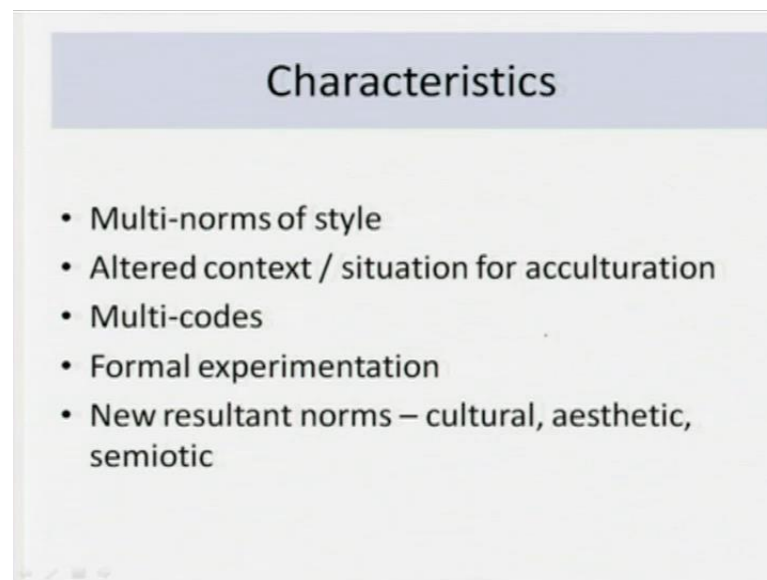 Characteristics
• Multi-norms of style
• Altered context / situation for acculturation
• Multi-codes
• Formal experimentation
• New resultant norms – cultural, aesthetic,
semiotic